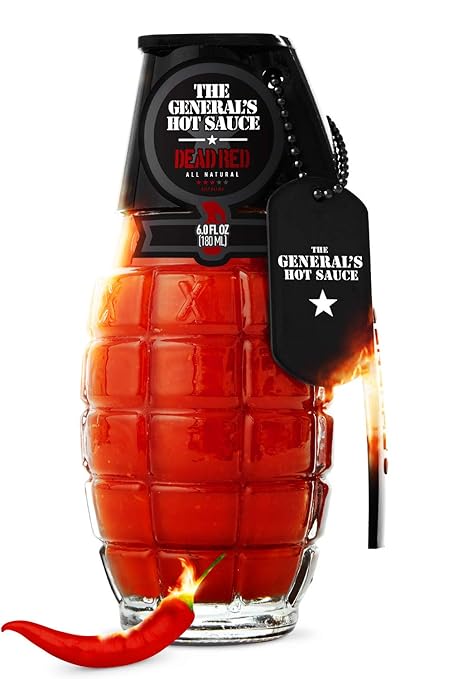 THE
GENERAL'S
HOT SAUCE
DEAD RED
ALL NATURAL
6.0 FL OZ
(180 ML)
THE
GENERAL'S
HOT SAUCE
X X